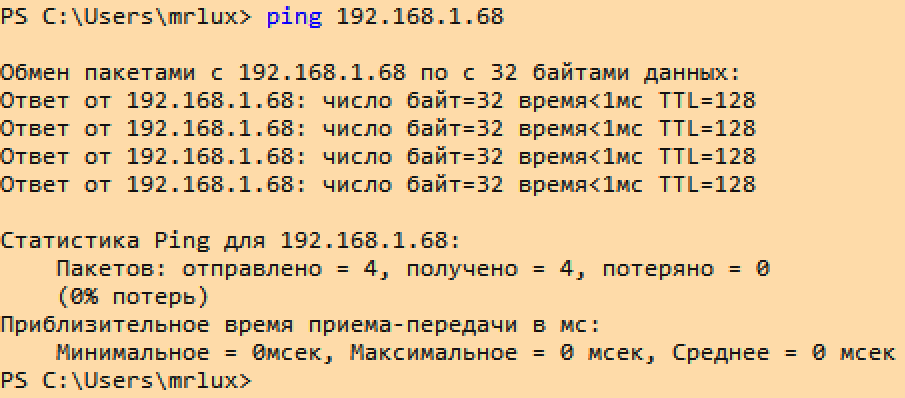 PS C:\Users\mrlux> ping 192.168.1.68
Обмен пакетами с 192.168.1.68 по с 32 байтами данных:
Ответ от 192.168.1.68: число байт=32 время<1мс TTL=128
Ответ от 192.168.1.68: число байт=32 время<1мс TTL=128
Ответ от 192.168.1.68: число байт=32 время<1мс TTL=128
Ответ от 192.168.1.68: число байт=32 время<1мс TTL=128
Статистика Ping для 192.168.1.68:
Пакетов: отправлено = 4, получено = 4, потеряно = 0
(0% потерь)
Приблизительное время приема-передачи в мс:
Минимальное = 0мсек, Максимальное = 0 мсек, Среднее = 0 мсек
PS C:\Users\mrlux>